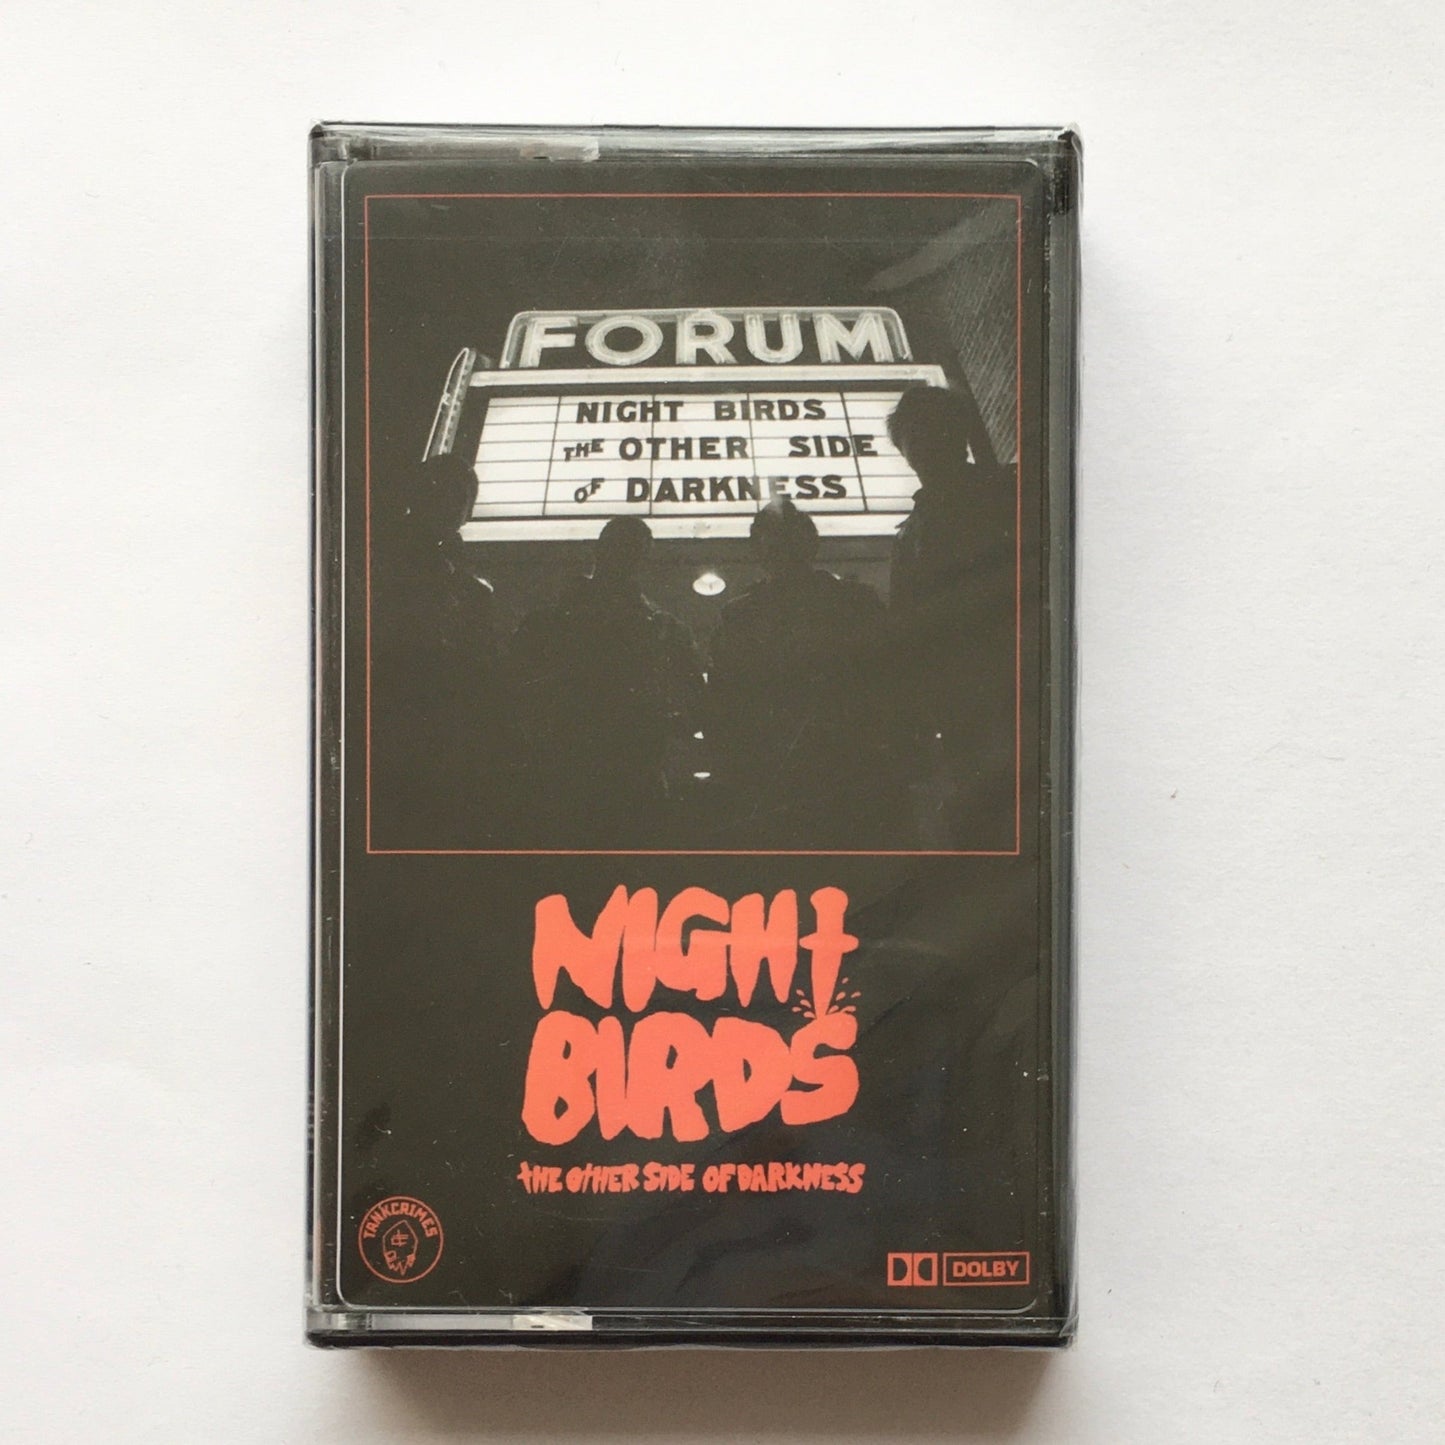 FORUM
NIGHT BIRDS
THE OTHER SIDE
OF DARKNESS
NIGHT
BIRDS
THE OTHER SIDE OF DARKNESS
TANKCRIMES
DOLBY